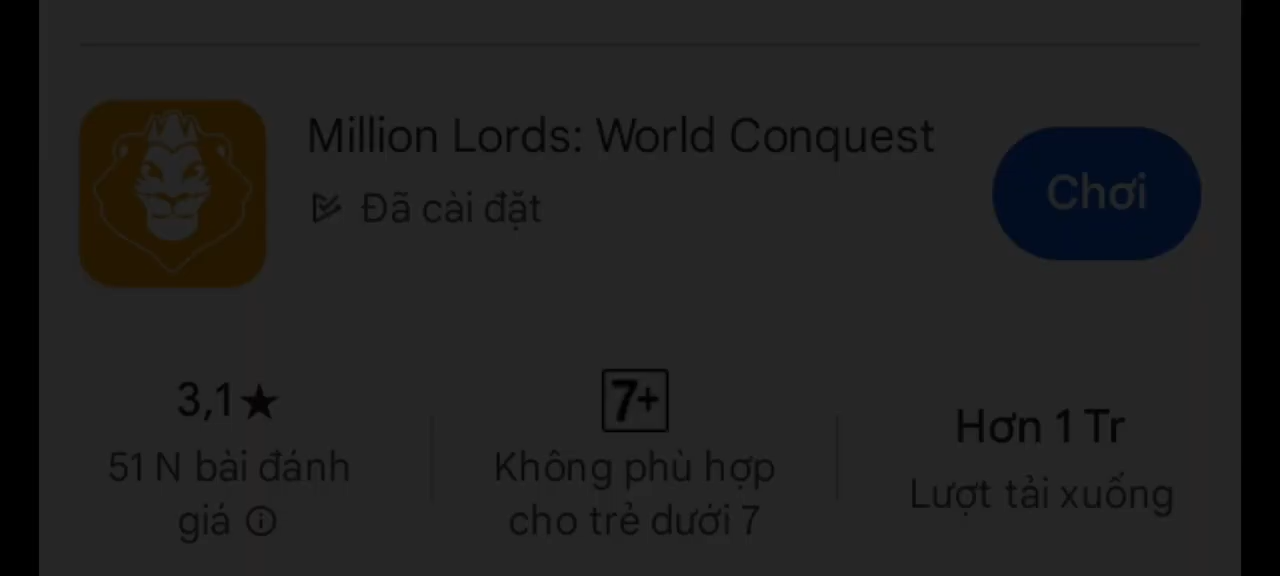 Million Lords: World Conquest
Đã cài đặt
Chơi
3,1★
51 N bài đánh
giá
7+
Không phù hợp
cho trẻ dưới 7
Hơn 1 Tr
Lượt tải xuống